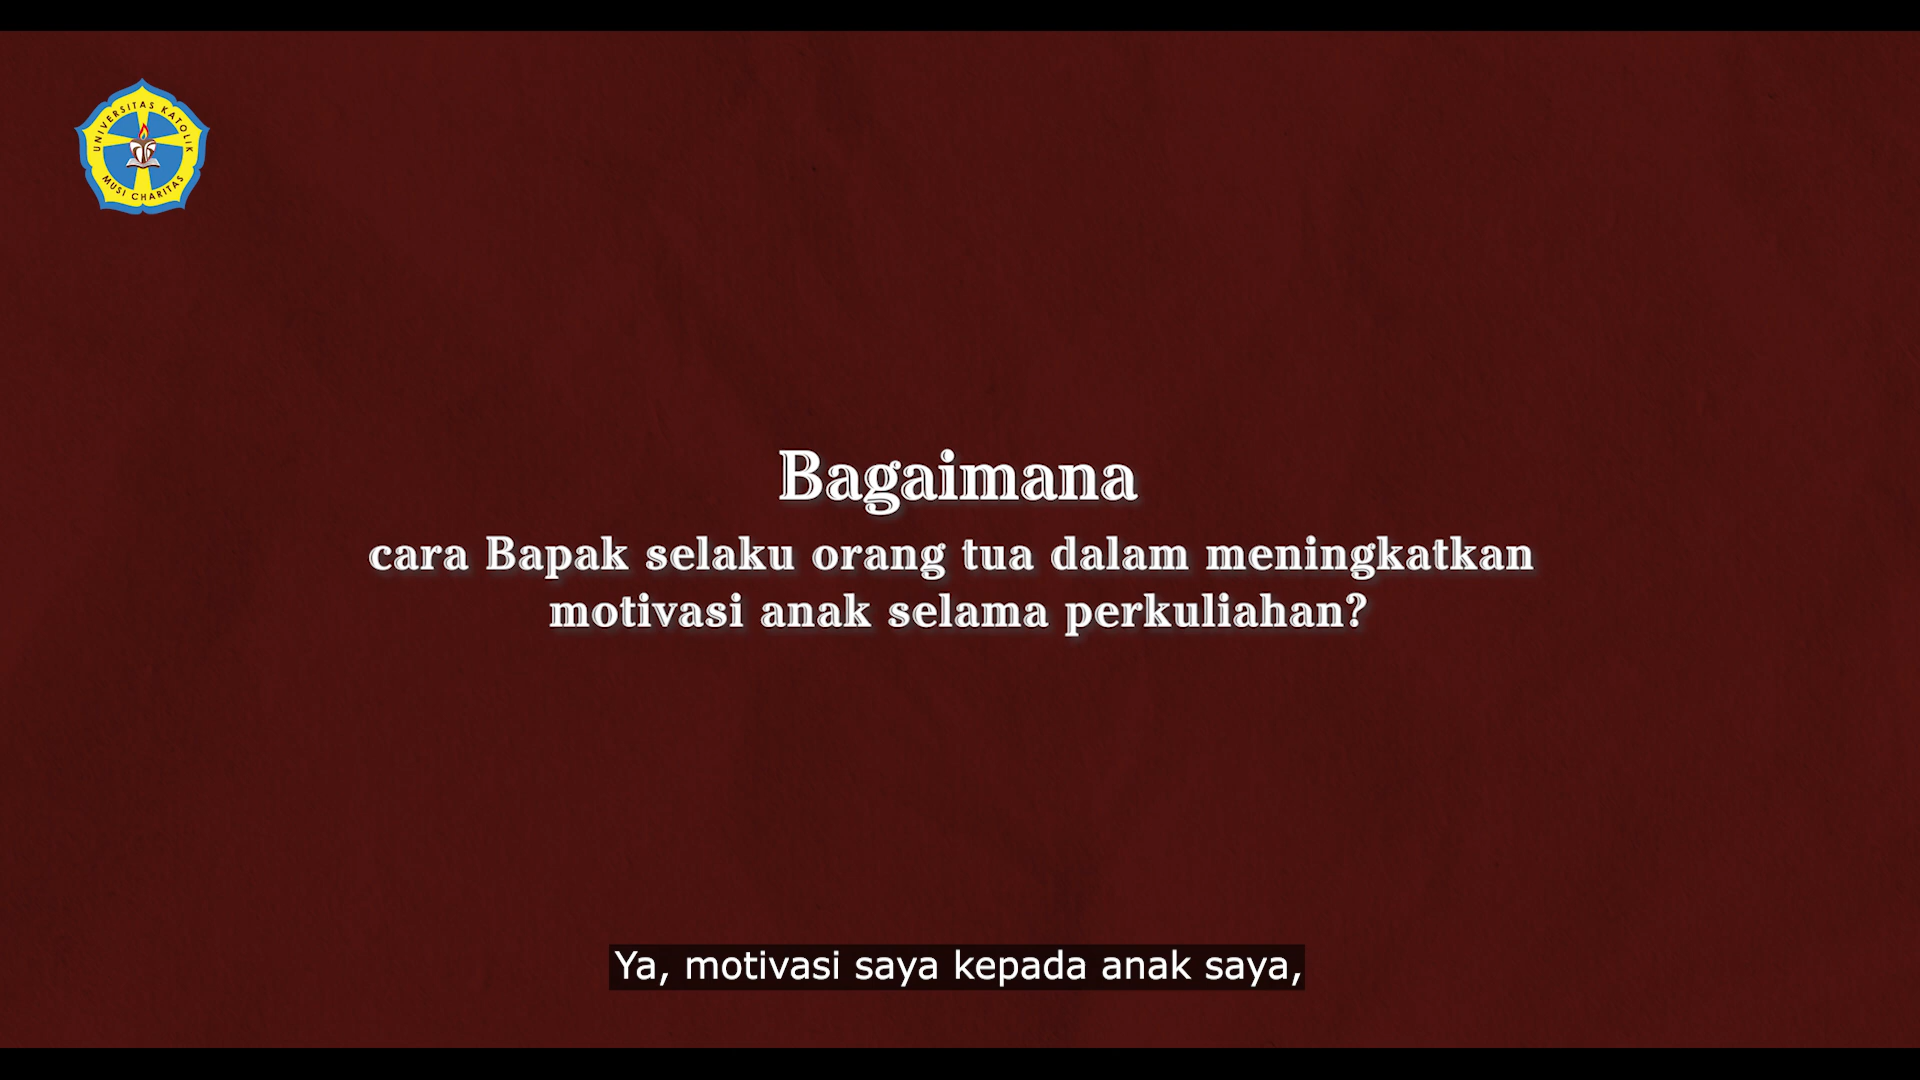 UNIVERSITAS KATOLIK
MUSI CHARITAS
Bagaimana
cara Bapak selaku orang tua dalam meningkatkan
motivasi anak selama perkuliahan?
Ya, motivasi saya kepada anak saya,